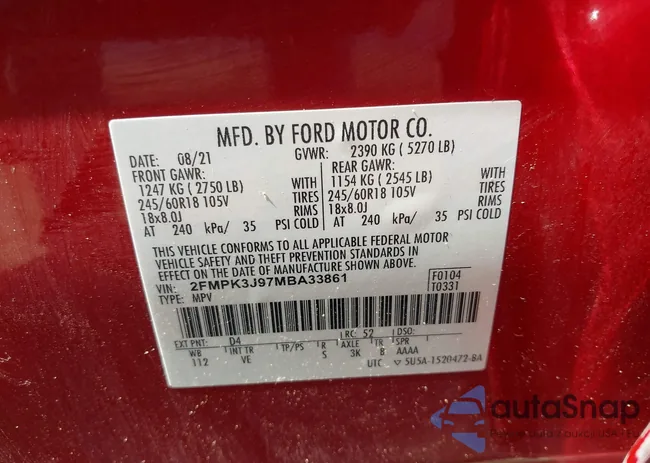 MFD. BY FORD MOTOR CO.
DATE: 08/21 GVWR: 2390 KG ( 5270 LB)
FRONT GAWR: REAR GAWR:
1247 KG ( 2750 LB) WITH 1154 KG ( 2545 LB) WITH
245/60R18 105V TIRES 245/60R18 105V TIRES
18x8.0J RIMS 18x8.0J RIMS
AT 240 kPa/ 35 PSI COLD AT 240 kPa/ 35 PSI COLD
THIS VEHICLE CONFORMS TO ALL APPLICABLE FEDERAL MOTOR
VEHICLE SAFETY AND THEFT PREVENTION STANDARDS IN EFFECT
ON THE DATE OF MANUFACTURE SHOWN ABOVE.
VIN: 2FMPK3J97MBA33861 F0104
TYPE: MPV T0331
EXT PNT: D4 RC: 52 DSO:
WB INT TR TP/PS R AXLE TR SPR
112 VE S 3K B AAAA
UTC 5U5A-1520472-BA
autoSnap